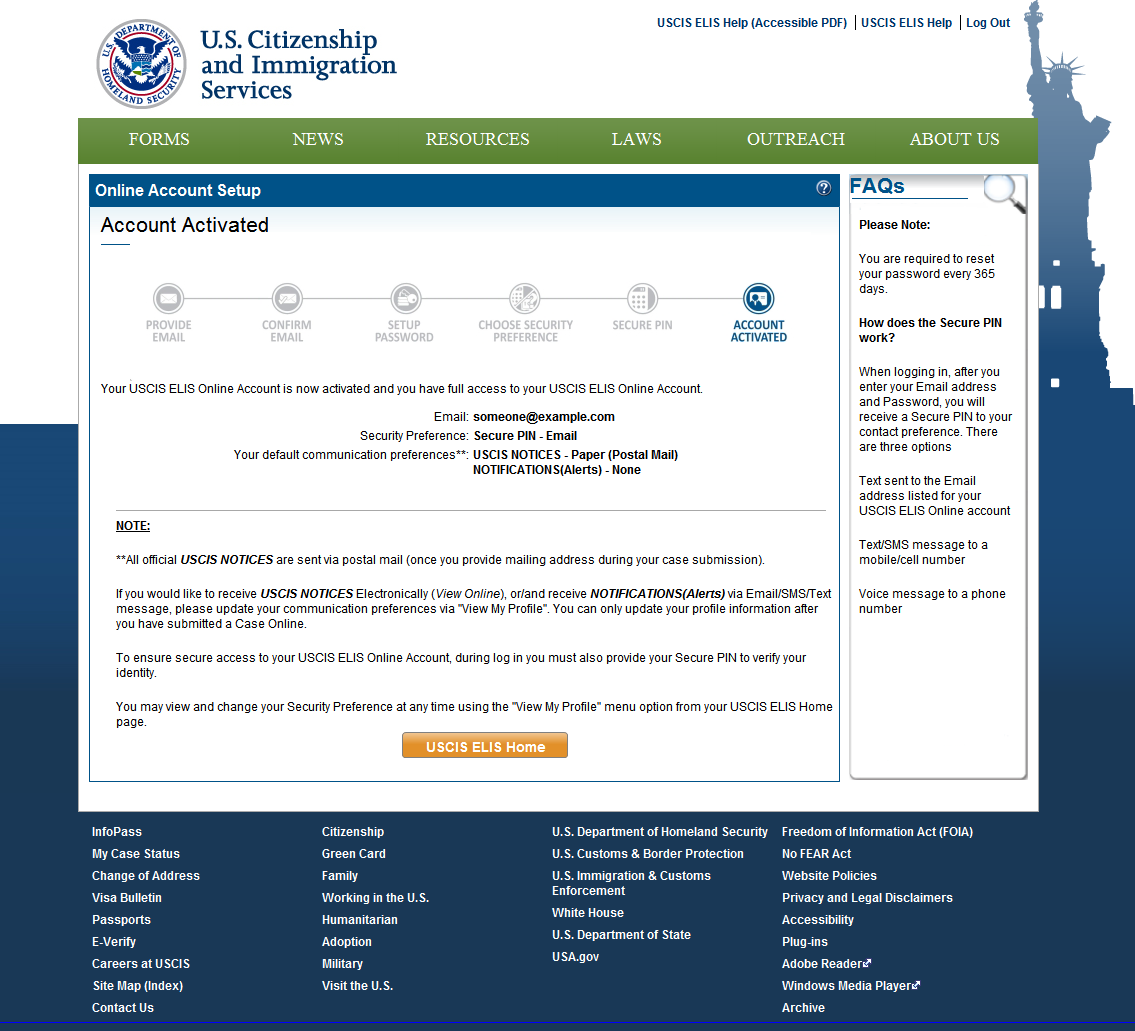 USCIS ELIS Help (Accessible PDF) USCIS ELIS Help Log Out
U.S. DEPARTMENT OF
HOMELAND SECURITY
U.S. Citizenship
and Immigration
Services
FORMS NEWS RESOURCES LAWS OUTREACH ABOUT US
Online Account Setup ?
Account Activated
PROVIDE
EMAIL
CONFIRM
EMAIL
SETUP
PASSWORD
CHOOSE SECURITY
PREFERENCE
SECURE PIN
ACCOUNT
ACTIVATED
Your USCIS ELIS Online Account is now activated and you have full access to your USCIS ELIS Online Account.
Email: someone@example.com
Security Preference: Secure PIN - Email
Your default communication preferences**: USCIS NOTICES - Paper (Postal Mail)
NOTIFICATIONS(Alerts) - None
NOTE:
**All official USCIS NOTICES are sent via postal mail (once you provide mailing address during your case submission).
If you would like to receive USCIS NOTICES Electronically (View Online), or/and receive NOTIFICATIONS(Alerts) via Email/SMS/Text
message, please update your communication preferences via "View My Profile". You can only update your profile information after
you have submitted a Case Online.
To ensure secure access to your USCIS ELIS Online Account, during log in you must also provide your Secure PIN to verify your
identity.
You may view and change your Security Preference at any time using the "View My Profile" menu option from your USCIS ELIS Home
page.
USCIS ELIS Home
FAQs
Please Note:
You are required to reset
your password every 365
days.
How does the Secure PIN
work?
When logging in, after you
enter your Email address
and Password, you will
receive a Secure PIN to your
contact preference. There
are three options
Text sent to the Email
address listed for your
USCIS ELIS Online account
Text/SMS message to a
mobile/cell number
Voice message to a phone
number
InfoPass
My Case Status
Change of Address
Visa Bulletin
Passports
E-Verify
Careers at USCIS
Site Map (Index)
Contact Us
Citizenship
Green Card
Family
Working in the U.S.
Humanitarian
Adoption
Military
Visit the U.S.
U.S. Department of Homeland Security
U.S. Customs & Border Protection
U.S. Immigration & Customs
Enforcement
White House
U.S. Department of State
USA.gov
Freedom of Information Act (FOIA)
No FEAR Act
Website Policies
Privacy and Legal Disclaimers
Accessibility
Plug-ins
Adobe Reader
Windows Media Player
Archive